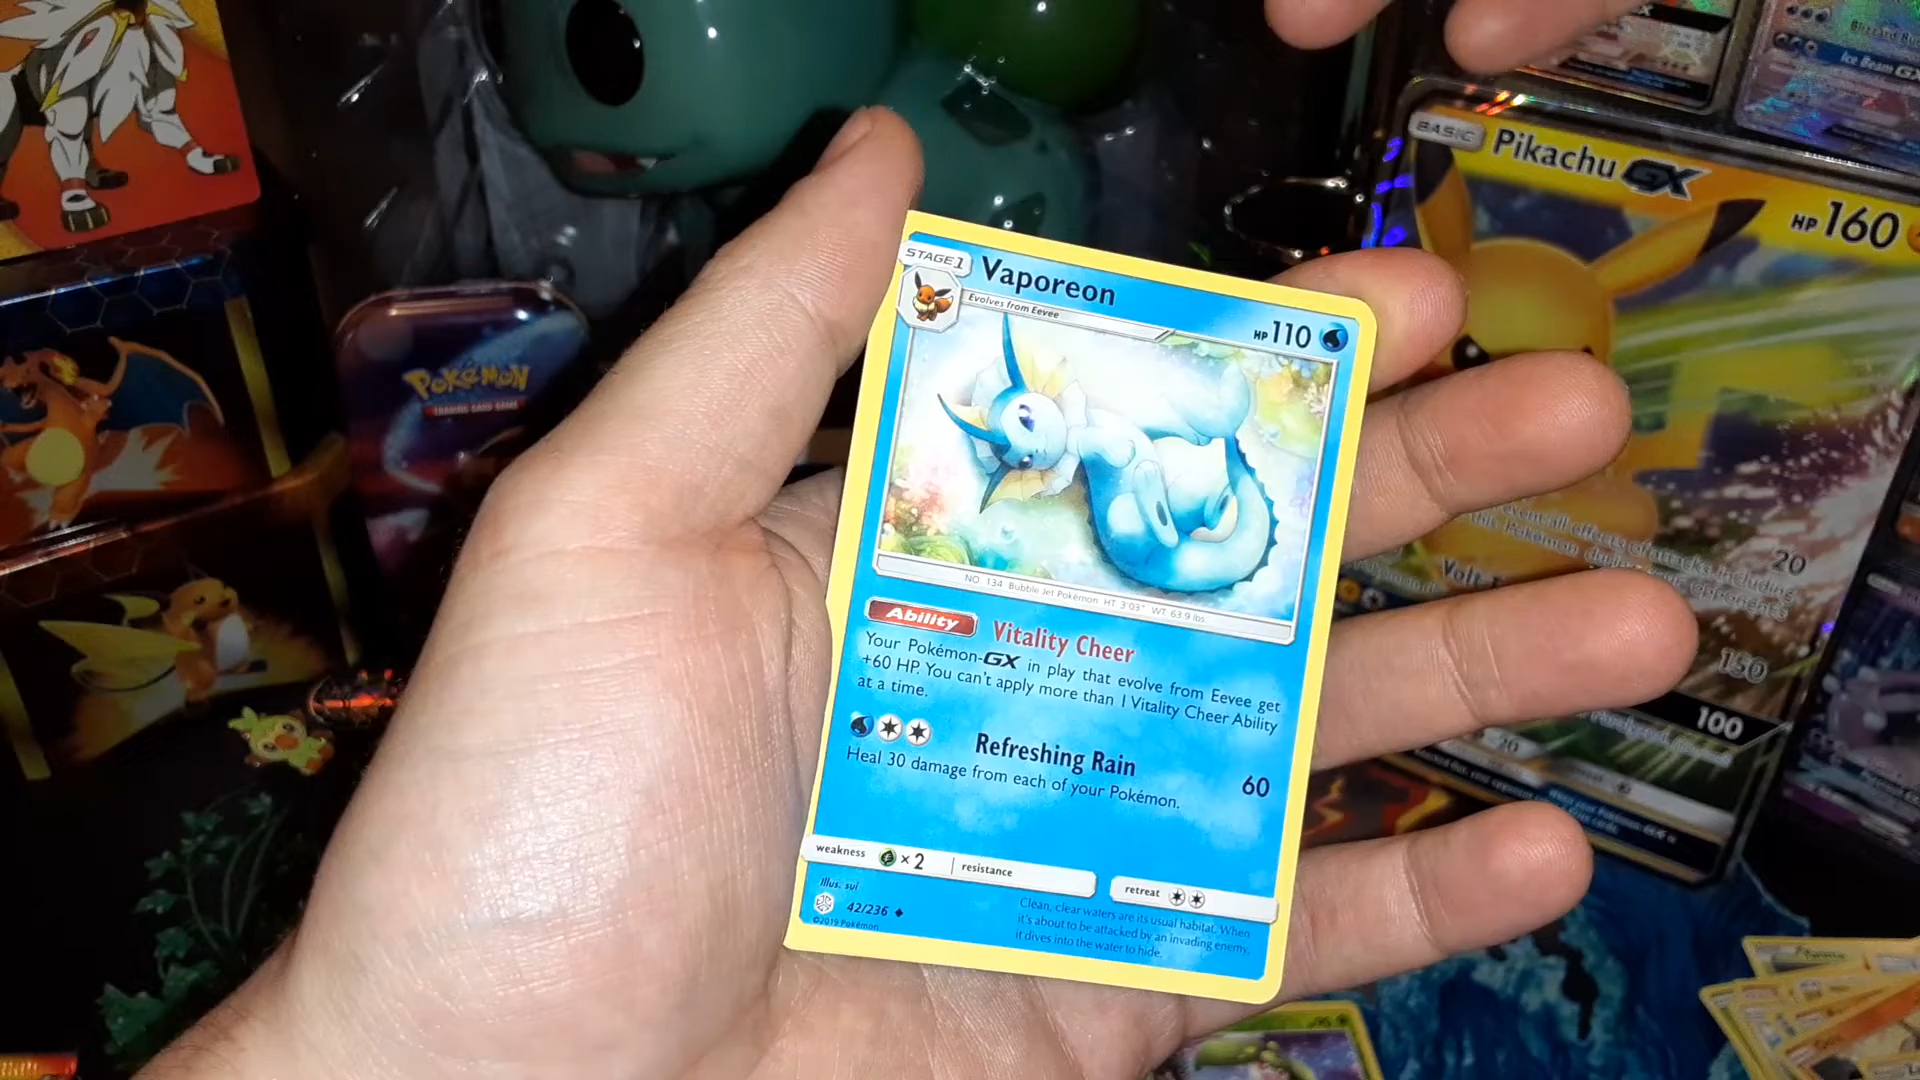 STAGE1
Vaporeon
Evolves from Eevee
HP 110
NO. 134 Bubble Jet Pokémon HT: 3'03" WT: 63.9 lbs.
Ability Vitality Cheer
Your Pokémon-GX in play that evolve from Eevee get
+60 HP. You can't apply more than 1 Vitality Cheer Ability
at a time.
Refreshing Rain 60
Heal 30 damage from each of your Pokémon.
weakness ×2 resistance retreat
Illus. sui
42/236
©2019 Pokémon
Clean, clear waters are its usual habitat. When
it's about to be attacked by an invading enemy,
it dives into the water to hide.
BASIC
Pikachu GX
HP 160
20
150
100
POKÉMON
TRADING CARD GAME
Ice Beam GX